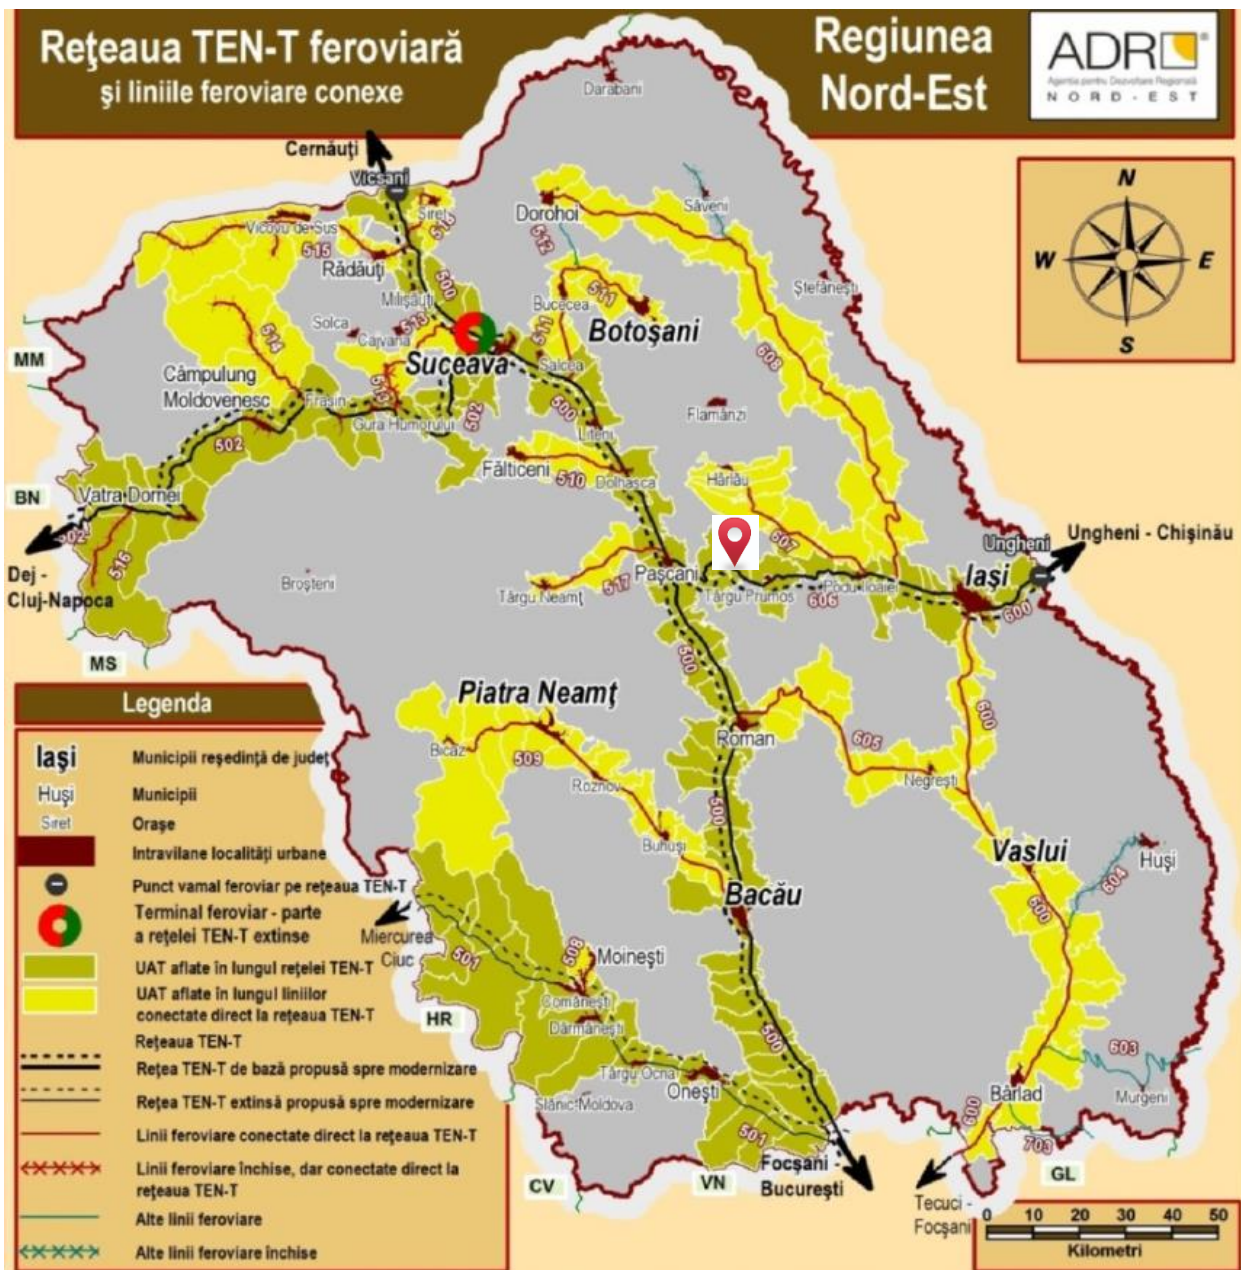 Reţeaua TEN-T feroviară
şi liniile feroviare conexe
Regiunea
Nord-Est
ADR
Agenţia pentru Dezvoltare Regională
NORD-EST
Darabani
Cernăuţi
Vicşani
Siret
518
Vicovu de Sus
515
Rădăuţi
500
Dorohoi
512
Săveni
Ştefăneşti
N
W
E
S
Milişăuţi
Solca
Cajvana
513
Bucecea
511
511
Botoşani
608
MM
514
Suceava
Salcea
Câmpulung
Moldovenesc
Frasin
513
Gura Humorului
502
502
500
Liteni
Flamânzi
Fălticeni
510
Dolhasca
Hârlău
BN
Vatra Dornei
502
516
Dej -
Cluj-Napoca
Broşteni
Târgu Neamţ
517
Paşcani
607
Târgu Frumos
606
Podu Iloaiei
Iaşi
600
Ungheni
Ungheni - Chişinău
MS
500
Piatra Neamţ
Bicaz
509
Roznov
Buhuşi
Roman
605
Negreşti
600
500
Vaslui
Huşi
604
600
Bacău
Miercurea
Ciuc
501
508
Moineşti
Comăneşti
Dărmăneşti
HR
Târgu Ocna
Oneşti
Slănic-Moldova
500
501
603
Murgeni
Bârlad
600
703
CV
VN
Focşani -
Bucureşti
GL
Tecuci -
Focşani
Legenda
Iaşi
Municipii reşedinţă de judeţ
Huşi
Municipii
Siret
Oraşe
Intravilane localităţi urbane
Punct vamal feroviar pe reţeaua TEN-T
Terminal feroviar - parte
a reţelei TEN-T extinse
UAT aflate în lungul reţelei TEN-T
UAT aflate în lungul liniilor
conectate direct la reţeaua TEN-T
Reţeaua TEN-T
Reţea TEN-T de bază propusă spre modernizare
Reţea TEN-T extinsă propusă spre modernizare
Linii feroviare conectate direct la reţeaua TEN-T
Linii feroviare închise, dar conectate direct la
reţeaua TEN-T
Alte linii feroviare
Alte linii feroviare închise
0 10 20 30 40 50
Kilometri